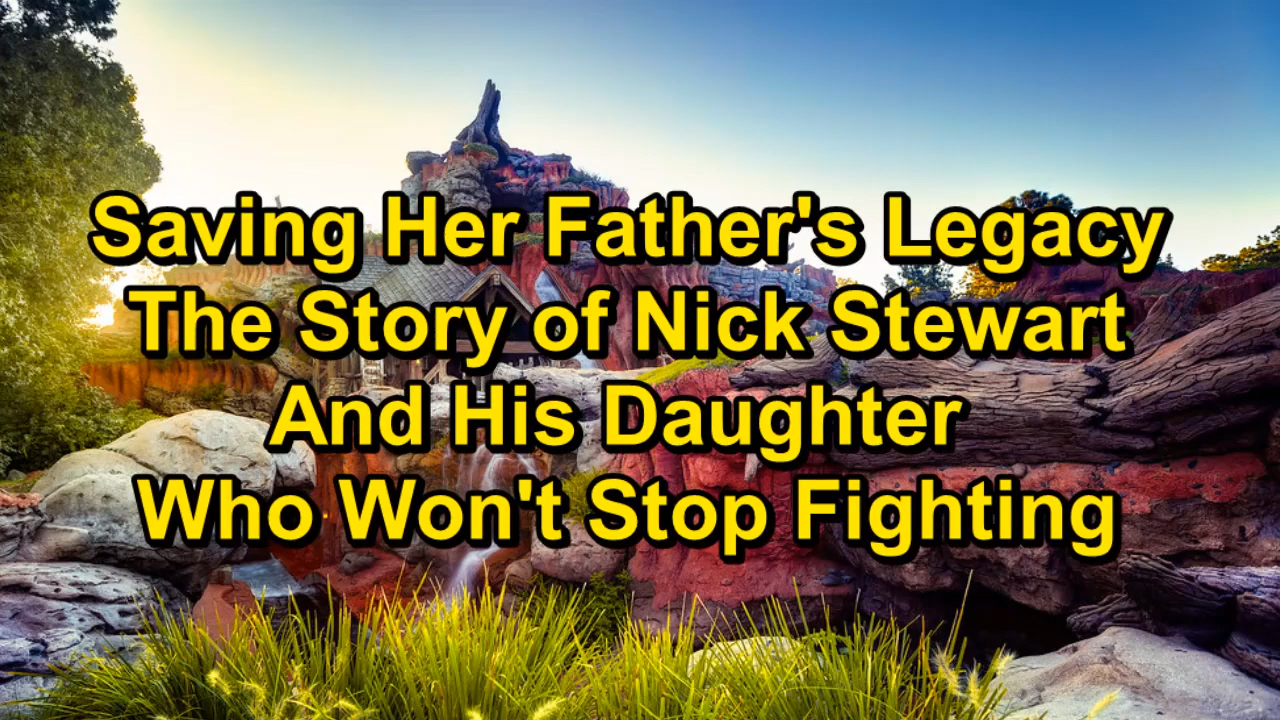 Saving Her Father's Legacy
The Story of Nick Stewart
And His Daughter
Who Won't Stop Fighting